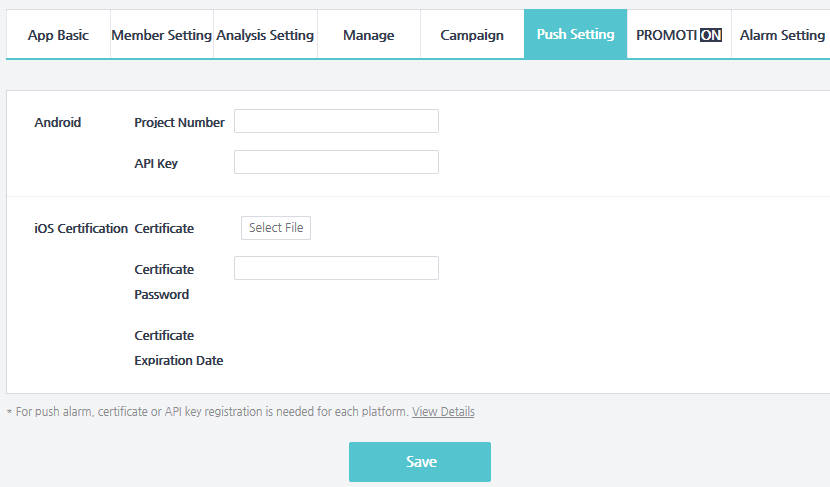 App Basic Member Setting Analysis Setting Manage Campaign Push Setting PROMOTION Alarm Setting
Android Project Number
API Key
iOS Certification Certificate Select File
Certificate
Password
Certificate
Expiration Date
* For push alarm, certificate or API key registration is needed for each platform. View Details
Save